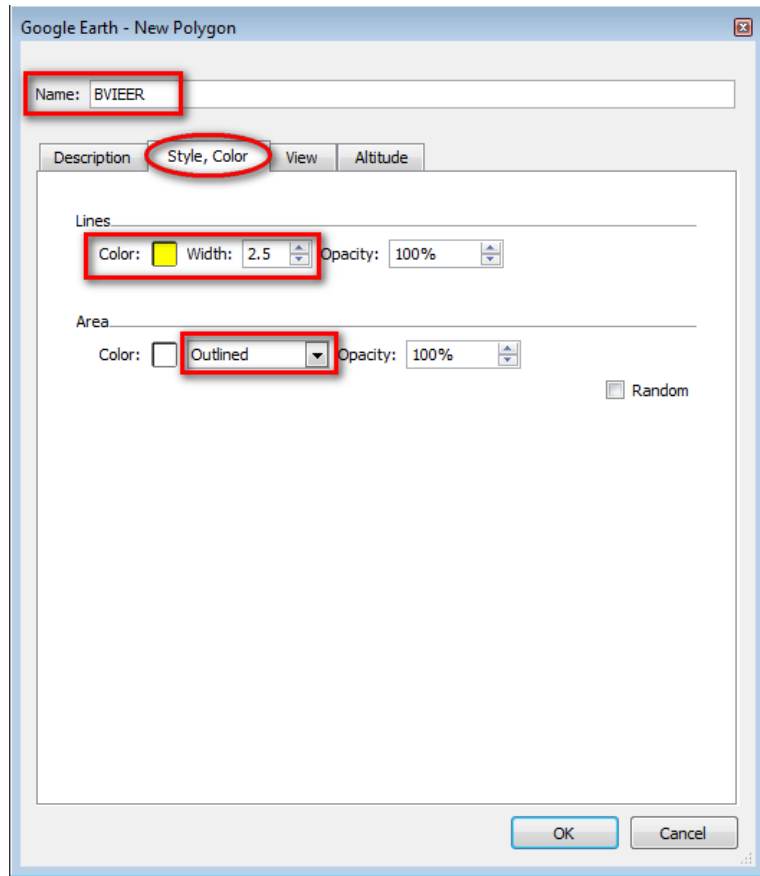 Google Earth - New Polygon
Name: BVIEER
Description Style, Color View Altitude
Lines
Color: Width: 2.5 Opacity: 100%
Area
Color: Outlined Opacity: 100%
Random
OK Cancel